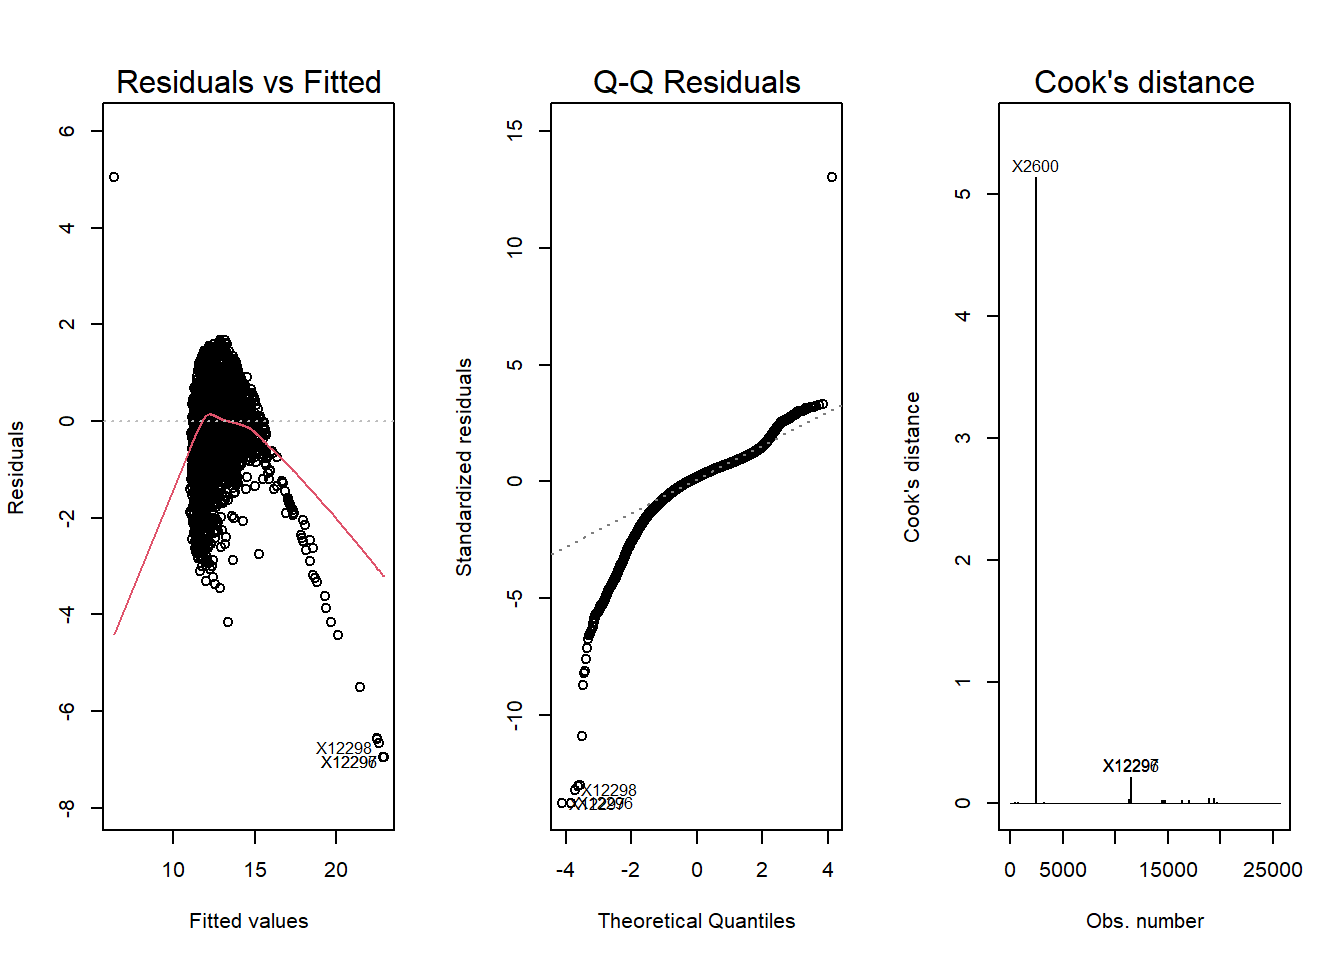 Residuals vs Fitted
6
4
2
0
-2
-4
-6
-8
Residuals
X12298
X12296
10
15
20
Fitted values
Q-Q Residuals
15
10
5
0
-5
-10
Standardized residuals
X12298
-4
-2
0
2
4
Theoretical Quantiles
Cook's distance
5
4
3
2
1
0
Cook's distance
X2600
0
5000
15000
25000
Obs. number